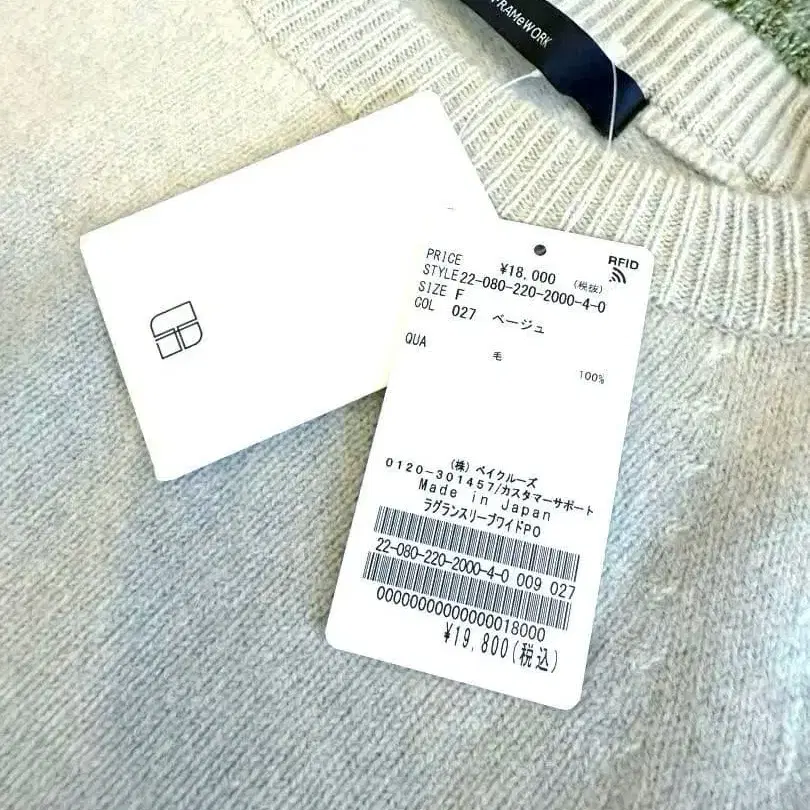 FRAMeWORK
RFID
PRICE ¥18,000 (税抜)
STYLE 22-080-220-2000-4-0
SIZE F
COL 027 ベージュ
QUA 毛 100%
(株) ベイクルーズ
0120-301457/カスタマーサポート
Made in Japan
ラグランスリーブワイドPO
22-080-220-2000-4-0 009 027
00000000000000018000
¥19,800(税込)